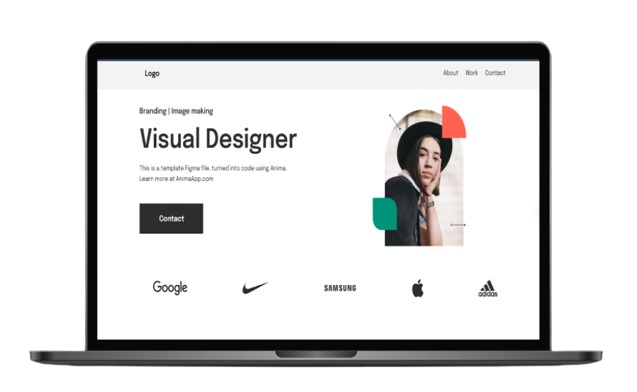 Logo
About Work Contact
Branding | Image making
Visual Designer
This is a template Figma file, turned into code using Anima.
Learn more at AnimaApp.com
Contact
Google
SAMSUNG
adidas